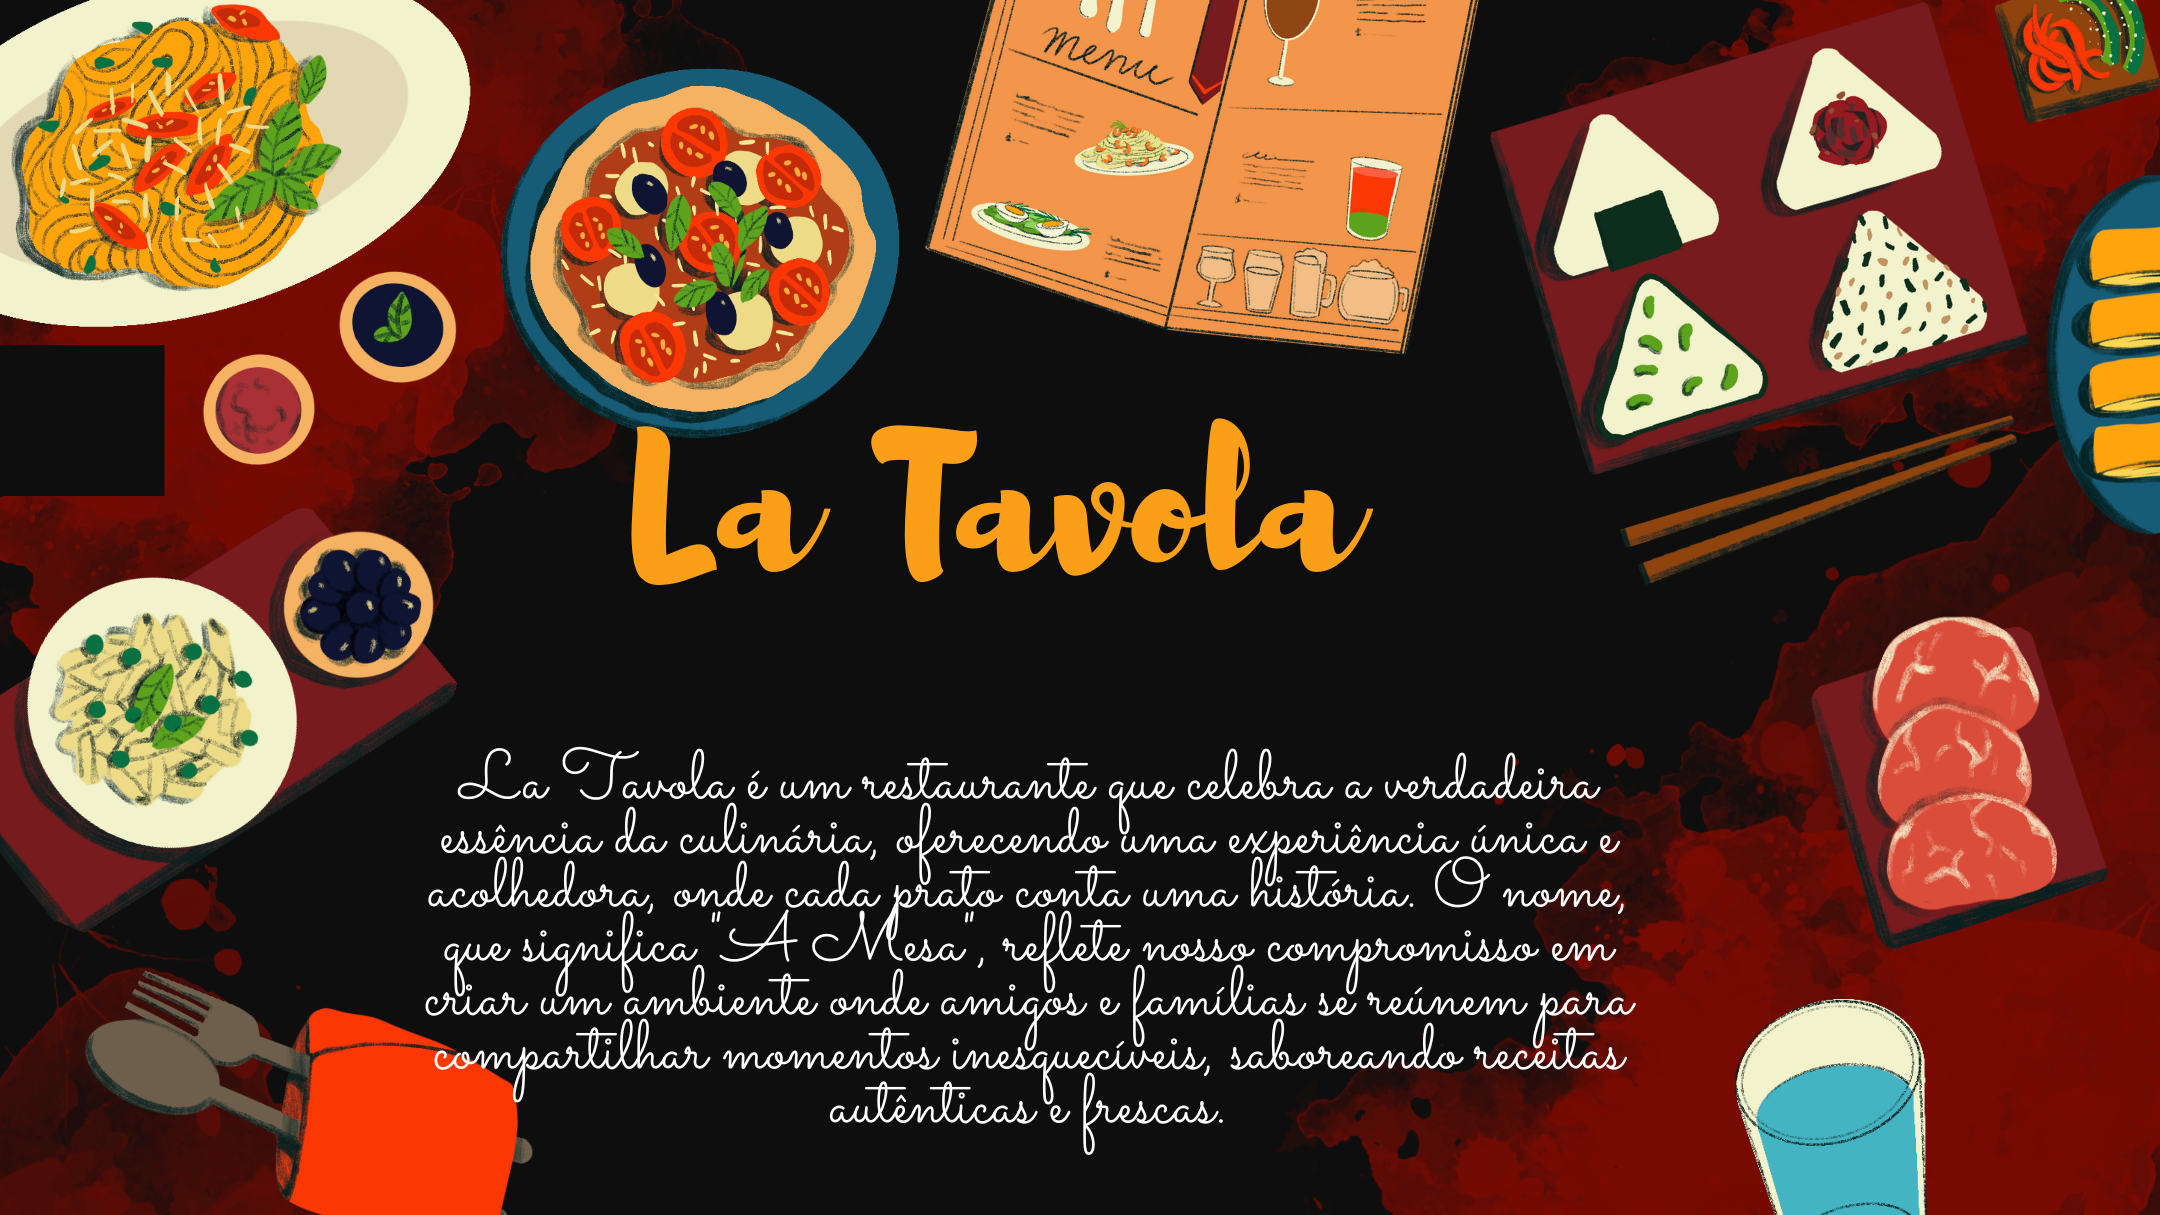 menu
La Tavola
La Tavola é um restaurante que celebra a verdadeira
essência da culinária, oferecendo uma experiência única e
acolhedora, onde cada prato conta uma história. O nome,
que significa "A Mesa", reflete nosso compromisso em
criar um ambiente onde amigos e famílias se reúnem para
compartilhar momentos inesquecíveis, saboreando receitas
autênticas e frescas.